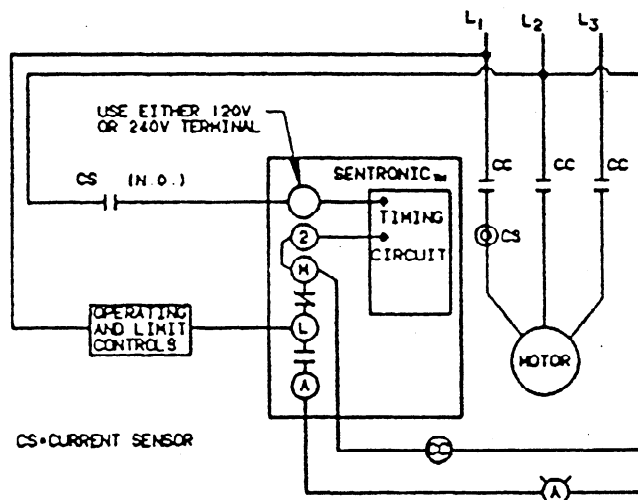 L1 L2 L3
USE EITHER 120V
OR 240V TERMINAL
CS (N.O.)
SENTRONIC TM
CC CC CC
TIMING
CIRCUIT
2
CS
M
OPERATING
AND LIMIT
CONTROLS
L
MOTOR
A
CS=CURRENT SENSOR
CC
A